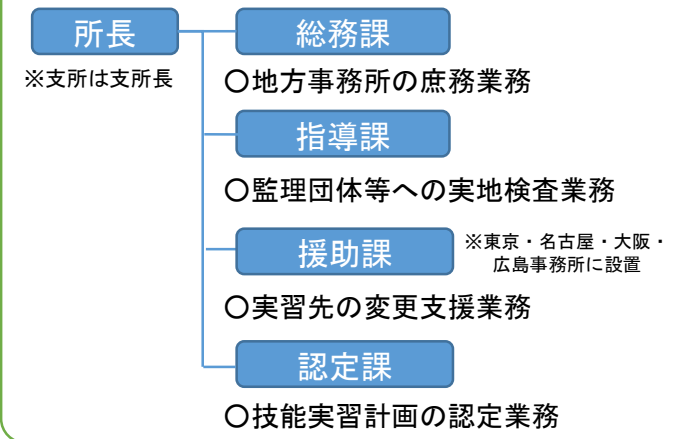 所長
総務課
※支所は支所長
〇地方事務所の庶務業務
指導課
〇監理団体等への実地検査業務
援助課
※東京・名古屋・大阪・
広島事務所に設置
〇実習先の変更支援業務
認定課
〇技能実習計画の認定業務